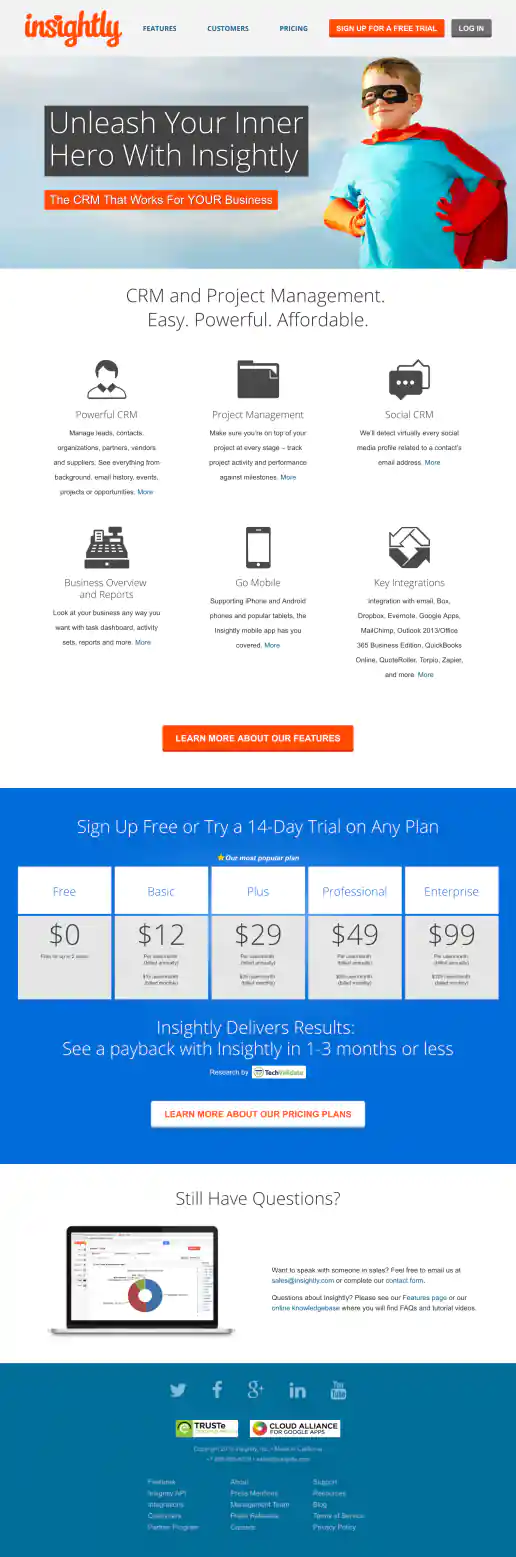 insightly
FEATURES
CUSTOMERS
PRICING
SIGN UP FOR A FREE TRIAL
LOG IN
Unleash Your Inner
Hero With Insightly
The CRM That Works For YOUR Business
CRM and Project Management.
Easy. Powerful. Affordable.
Powerful CRM
Manage leads, contacts,
organizations, partners, vendors
and suppliers. See everything from
background, email history, events,
projects or opportunities. More
Project Management
Make sure you're on top of your
project at every stage – track
project activity and performance
against milestones. More
Social CRM
We'll detect virtually every social
media profile related to a contact's
email address. More
Business Overview
and Reports
Look at your business any way you
want with task dashboard, activity
sets, reports and more. More
Go Mobile
Supporting iPhone and Android
phones and popular tablets, the
Insightly mobile app has you
covered. More
Key Integrations
Integration with email, Box,
Dropbox, Evernote, Google Apps,
MailChimp, Outlook 2013/Office
365 Business Edition, QuickBooks
Online, QuoteRoller, Torpio, Zapier,
and more. More
LEARN MORE ABOUT OUR FEATURES
Sign Up Free or Try a 14-Day Trial on Any Plan
Our most popular plan
Free
Basic
Plus
Professional
Enterprise
$0
$12
$29
$49
$99
Free for up to 2 users
Per user/month
(billed annually)
Per user/month
(billed annually)
Per user/month
(billed annually)
Per user/month
(billed annually)
Insightly Delivers Results:
See a payback with Insightly in 1-3 months or less
Research by TechValidate
LEARN MORE ABOUT OUR PRICING PLANS
Still Have Questions?
Want to speak with someone in sales? Feel free to email us at
sales@insightly.com or complete our contact form.
Questions about Insightly? Please see our Features page or our
online knowledgebase where you will find FAQs and tutorial videos.
You
Tube
TRUSTe
CLOUD ALLIANCE
FOR GOOGLE APPS
Features
About
Support
Insightly API
Press Mentions
Resources
Integrations
Management Team
Blog
Customers
Press Releases
Terms of Service
Partner Program
Careers
Privacy Policy